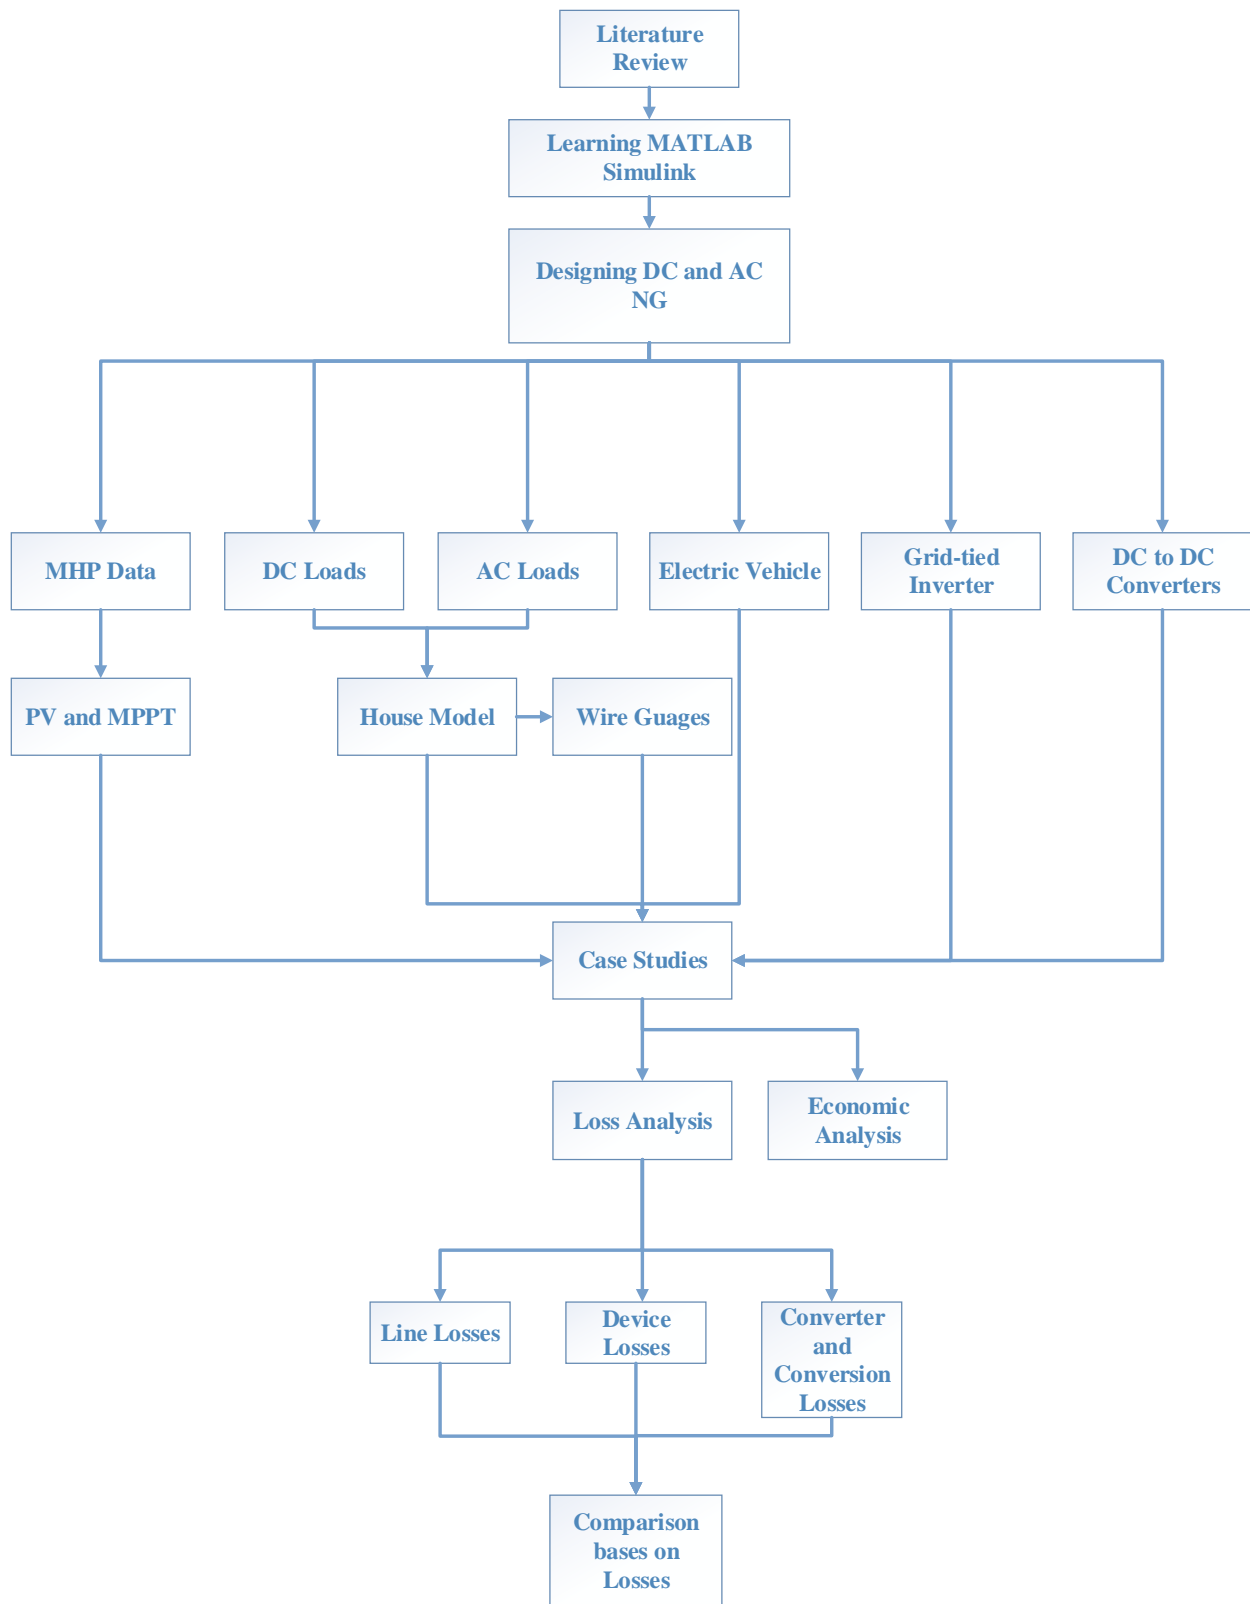 Literature
Review
Learning MATLAB
Simulink
Designing DC and AC
NG
MHP Data
DC Loads
AC Loads
Electric Vehicle
Grid-tied
Inverter
DC to DC
Converters
PV and MPPT
House Model
Wire Guages
Case Studies
Loss Analysis
Economic
Analysis
Line Losses
Device
Losses
Converter
and
Conversion
Losses
Comparison
bases on
Losses